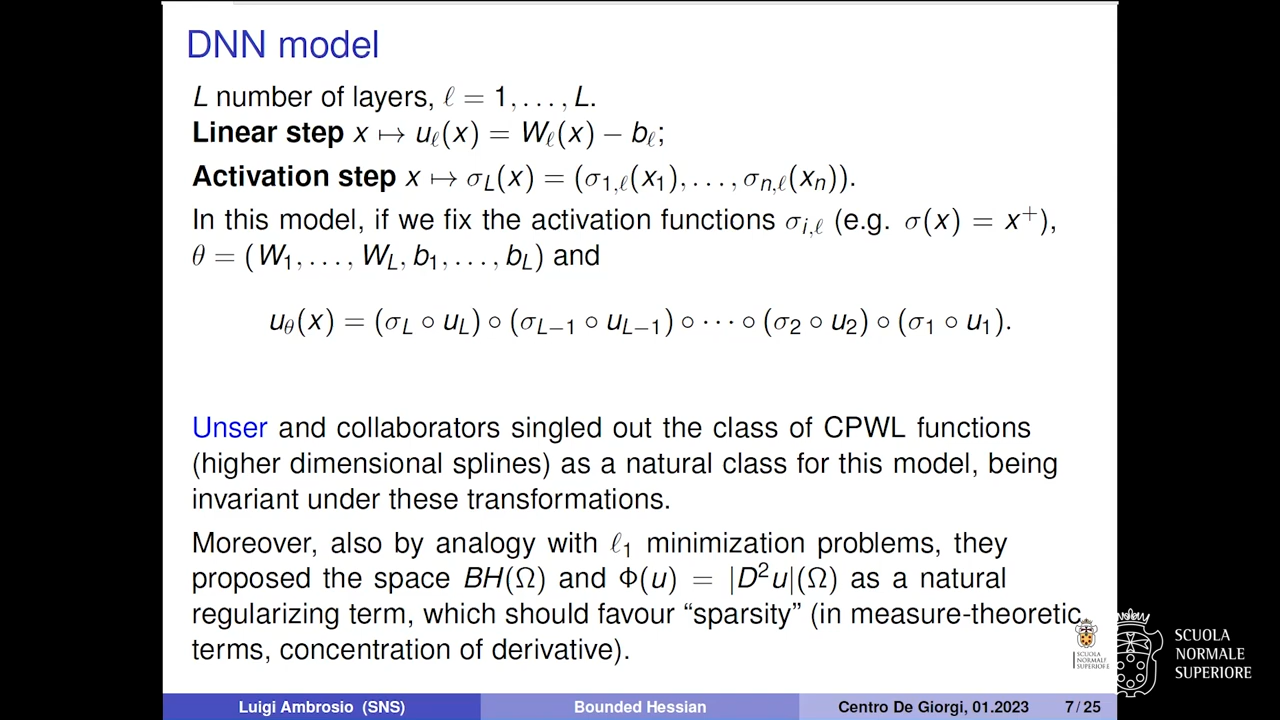 DNN model
L number of layers, ℓ = 1, . . . , L.
Linear step x ↦ uℓ(x) = Wℓ(x) − bℓ;
Activation step x ↦ σL(x) = (σ1,ℓ(x1), . . . , σn,ℓ(xn)).
In this model, if we fix the activation functions σi,ℓ (e.g. σ(x) = x⁺),
θ = (W1, . . . , WL, b1, . . . , bL) and
uθ(x) = (σL ∘ uL) ∘ (σL−1 ∘ uL−1) ∘ ··· ∘ (σ2 ∘ u2) ∘ (σ1 ∘ u1).
Unser and collaborators singled out the class of CPWL functions
(higher dimensional splines) as a natural class for this model, being
invariant under these transformations.
Moreover, also by analogy with ℓ1 minimization problems, they
proposed the space BH(Ω) and Φ(u) = |D²u|(Ω) as a natural
regularizing term, which should favour “sparsity” (in measure-theoretic
terms, concentration of derivative).
SCUOLA
NORMALE
SUPERIORE
SCUOLA
NORMALE
SUPERIORE
Luigi Ambrosio (SNS) Bounded Hessian Centro De Giorgi, 01.2023 7 / 25